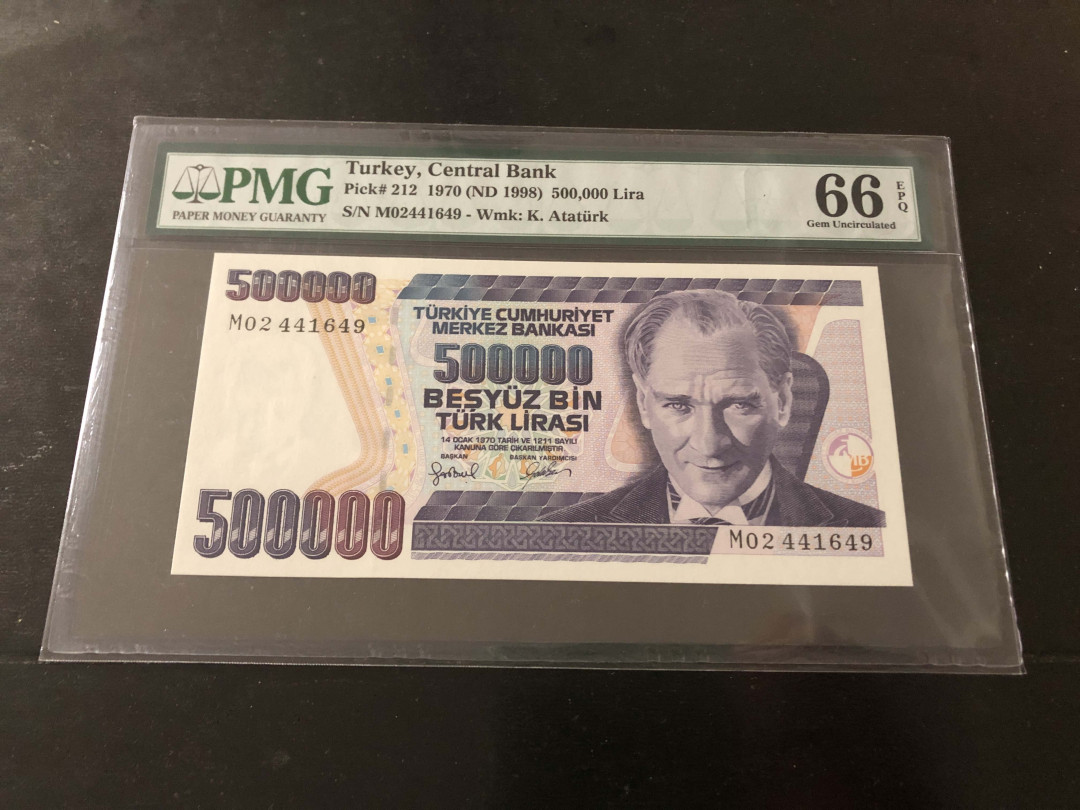 PMG
PAPER MONEY GUARANTY
Turkey, Central Bank
Pick# 212 1970 (ND 1998) 500,000 Lira
S/N M02441649 - Wmk: K. Atatürk
66 EPQ
Gem Uncirculated
500000
M02 441649
TÜRKİYE CUMHURİYET
MERKEZ BANKASI
500000
BEŞYÜZ BİN
TÜRK LİRASI
14 OCAK 1970 TARİH VE 1211 SAYILI
KANUNA GÖRE ÇIKARILMIŞTIR
BAŞKAN BAŞKAN YARDIMCISI
500000
M02 441649